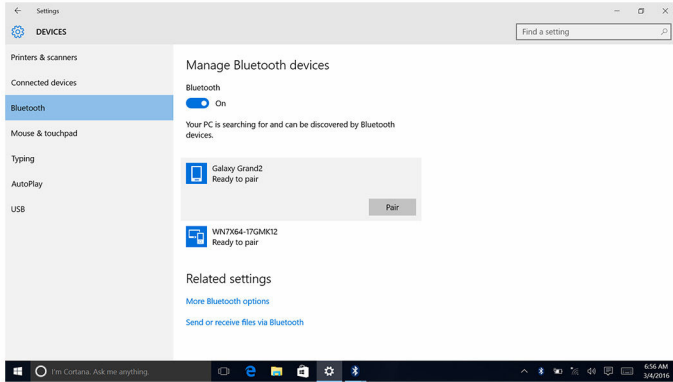 Settings
DEVICES
Find a setting
Printers & scanners
Connected devices
Bluetooth
Mouse & touchpad
Typing
AutoPlay
USB
Manage Bluetooth devices
Bluetooth
On
Your PC is searching for and can be discovered by Bluetooth
devices.
Galaxy Grand2
Ready to pair
Pair
WN7X64-17GMK12
Ready to pair
Related settings
More Bluetooth options
Send or receive files via Bluetooth
I'm Cortana. Ask me anything.
6:56 AM
3/4/2016